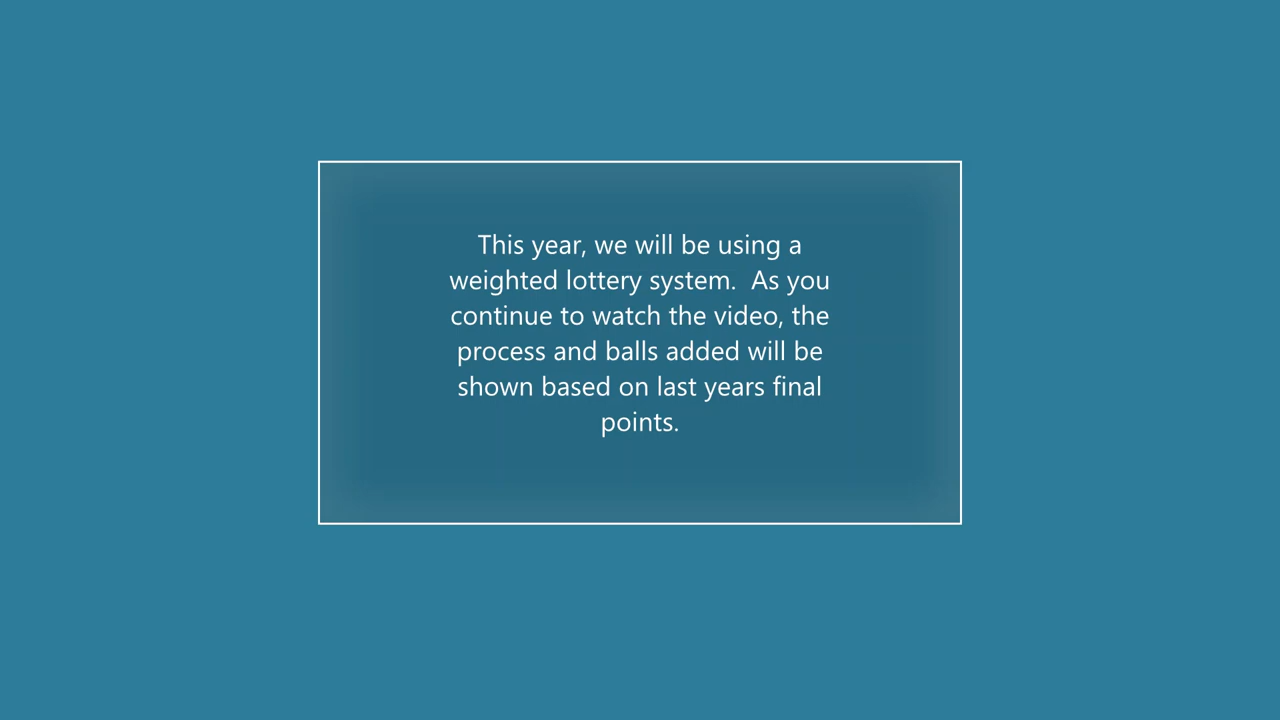 This year, we will be using a
weighted lottery system.  As you
continue to watch the video, the
process and balls added will be
shown based on last years final
points.